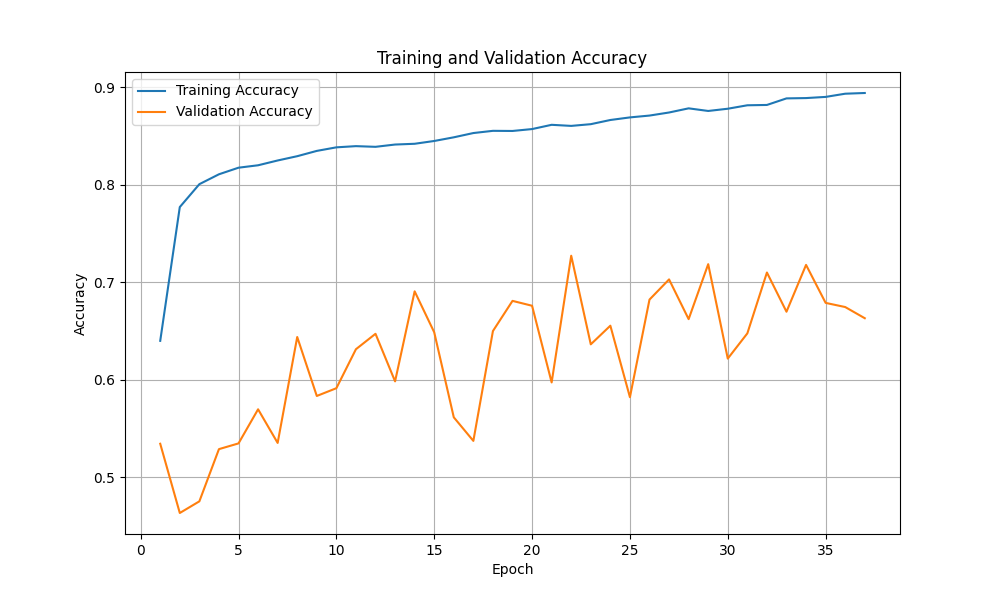 Training and Validation Accuracy
Training Accuracy
Validation Accuracy
Accuracy
0.9
0.8
0.7
0.6
0.5
0 5 10 15 20 25 30 35
Epoch